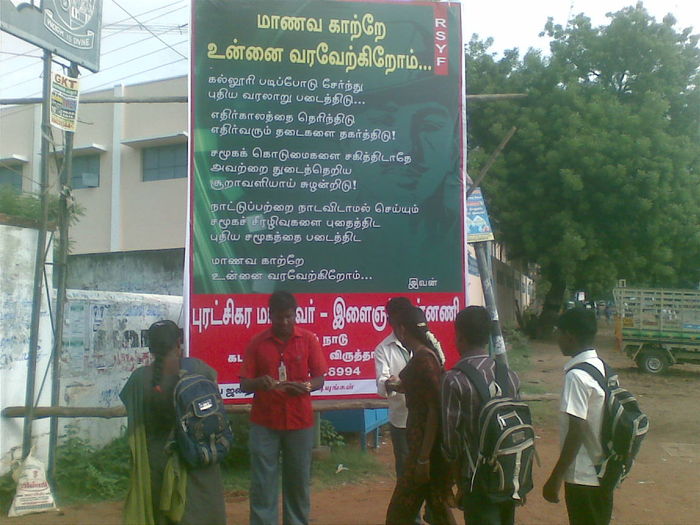 GKT
RSYF
மாணவ காற்றே
உன்னை வரவேற்கிறோம்...
கல்லூரி படிப்போடு சேர்ந்து
புதிய வரலாறு படைத்திடு...
எதிர்காலத்தை தெரிந்திடு
எதிர்வரும் தடைகளை தகர்த்திடு!
சமூகக் கொடுமைகளை சகித்திடாதே
அவற்றை துடைத்தெறிய
சூறாவளியாய் சுழன்றிடு!
நாட்டுப்பற்றை நாடவிடாமல் செய்யும்
சமூகச் சீரழிவுகளை புதைத்திட
புதிய சமூகத்தை படைத்திட
மாணவ காற்றே
உன்னை வரவேற்கிறோம்...
இவன்
புரட்சிகர - இளைஞர்
நாடு
விருத்தா
8994